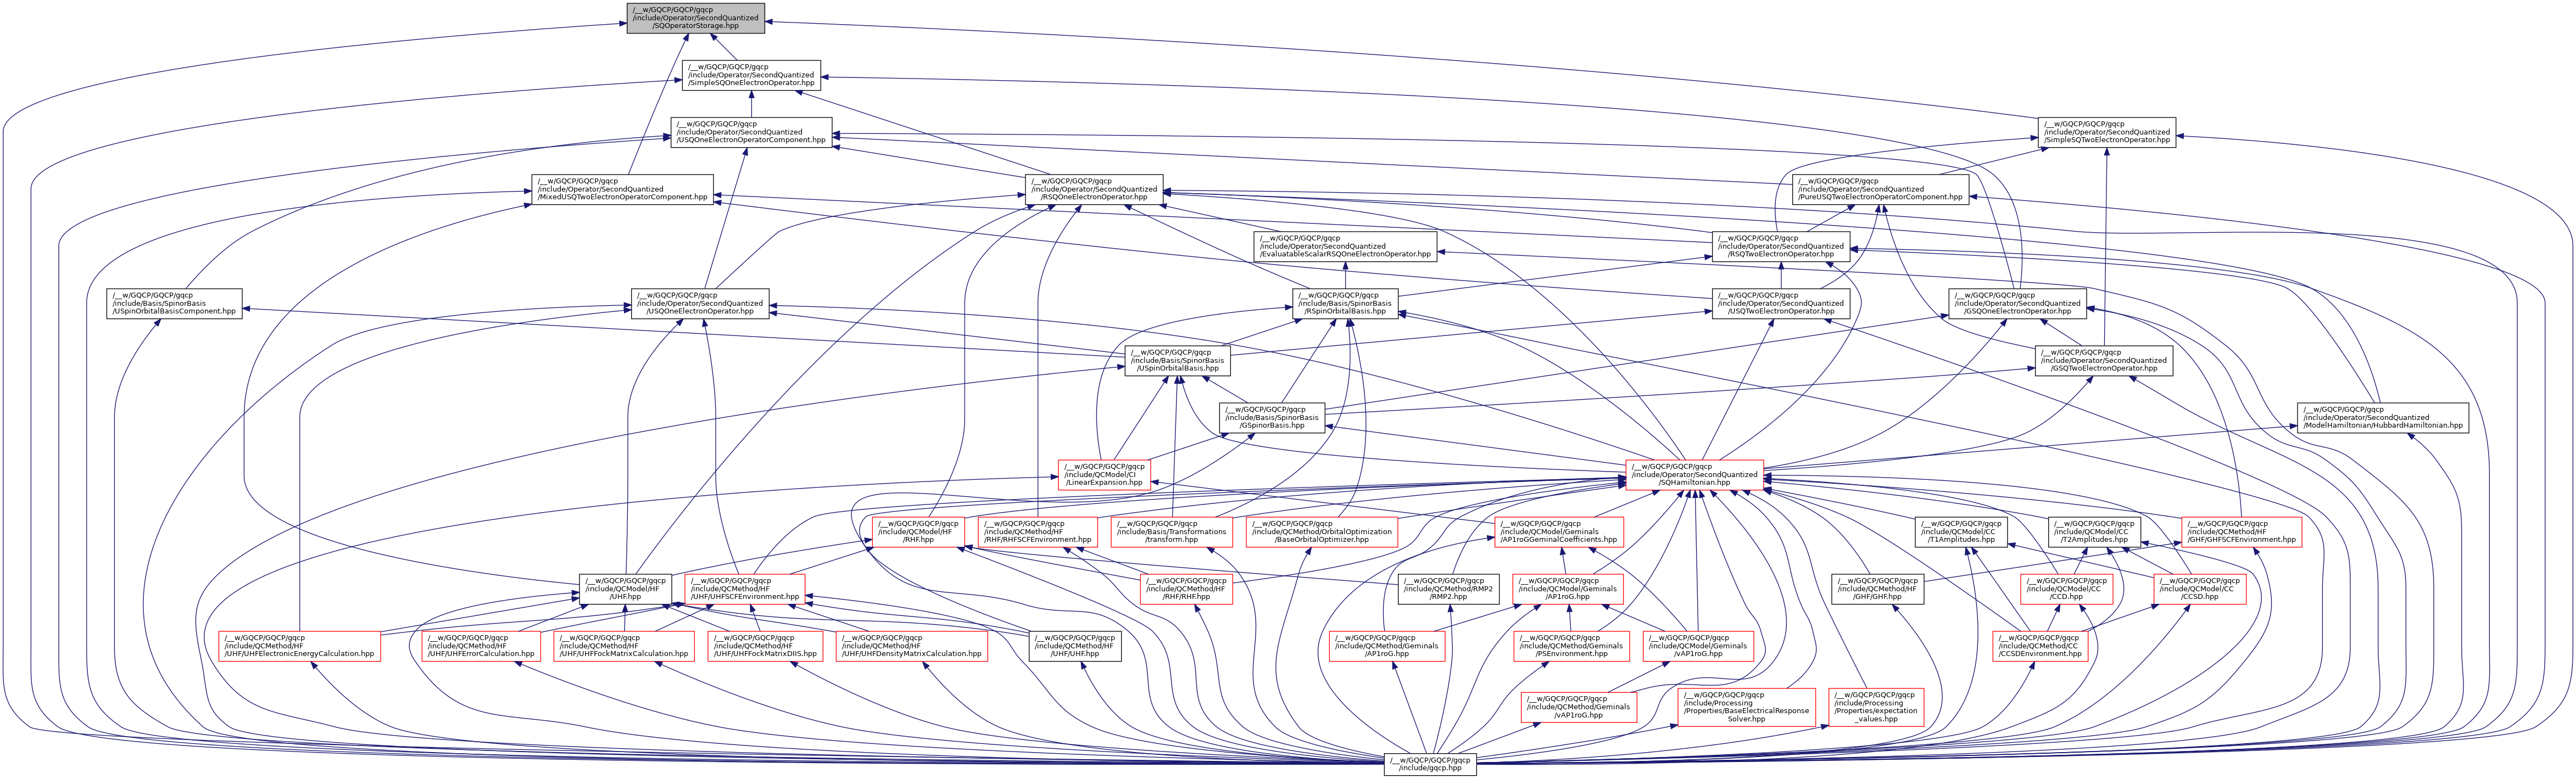 /__w/GQCP/GQCP/gqcp
/include/Operator/SecondQuantized
/SQOperatorStorage.hpp
/__w/GQCP/GQCP/gqcp
/include/Operator/SecondQuantized
/SimpleSQOneElectronOperator.hpp
/__w/GQCP/GQCP/gqcp
/include/Operator/SecondQuantized
/USQOneElectronOperatorComponent.hpp
/__w/GQCP/GQCP/gqcp
/include/Operator/SecondQuantized
/SimpleSQTwoElectronOperator.hpp
/__w/GQCP/GQCP/gqcp
/include/Operator/SecondQuantized
/MixedUSQTwoElectronOperatorComponent.hpp
/__w/GQCP/GQCP/gqcp
/include/Operator/SecondQuantized
/RSQOneElectronOperator.hpp
/__w/GQCP/GQCP/gqcp
/include/Operator/SecondQuantized
/PureUSQTwoElectronOperatorComponent.hpp
/__w/GQCP/GQCP/gqcp
/include/Operator/SecondQuantized
/EvaluatableScalarRSQOneElectronOperator.hpp
/__w/GQCP/GQCP/gqcp
/include/Operator/SecondQuantized
/RSQTwoElectronOperator.hpp
/__w/GQCP/GQCP/gqcp
/include/Basis/SpinorBasis
/USpinOrbitalBasisComponent.hpp
/__w/GQCP/GQCP/gqcp
/include/Operator/SecondQuantized
/USQOneElectronOperator.hpp
/__w/GQCP/GQCP/gqcp
/include/Basis/SpinorBasis
/RSpinOrbitalBasis.hpp
/__w/GQCP/GQCP/gqcp
/include/Operator/SecondQuantized
/USQTwoElectronOperator.hpp
/__w/GQCP/GQCP/gqcp
/include/Operator/SecondQuantized
/GSQOneElectronOperator.hpp
/__w/GQCP/GQCP/gqcp
/include/Basis/SpinorBasis
/USpinOrbitalBasis.hpp
/__w/GQCP/GQCP/gqcp
/include/Operator/SecondQuantized
/GSQTwoElectronOperator.hpp
/__w/GQCP/GQCP/gqcp
/include/Basis/SpinorBasis
/GSpinorBasis.hpp
/__w/GQCP/GQCP/gqcp
/include/Operator/SecondQuantized
/ModelHamiltonian/HubbardHamiltonian.hpp
/__w/GQCP/GQCP/gqcp
/include/QCModel/CI
/LinearExpansion.hpp
/__w/GQCP/GQCP/gqcp
/include/Operator/SecondQuantized
/SQHamiltonian.hpp
/__w/GQCP/GQCP/gqcp
/include/QCModel/HF
/RHF.hpp
/__w/GQCP/GQCP/gqcp
/include/QCMethod/HF
/RHF/RHFSCFEnvironment.hpp
/__w/GQCP/GQCP/gqcp
/include/Basis/Transformations
/transform.hpp
/__w/GQCP/GQCP/gqcp
/include/QCMethod/OrbitalOptimization
/BaseOrbitalOptimizer.hpp
/__w/GQCP/GQCP/gqcp
/include/QCModel/Geminals
/AP1roGGeminalCoefficients.hpp
/__w/GQCP/GQCP/gqcp
/include/QCModel/CC
/T1Amplitudes.hpp
/__w/GQCP/GQCP/gqcp
/include/QCModel/CC
/T2Amplitudes.hpp
/__w/GQCP/GQCP/gqcp
/include/QCMethod/HF
/GHF/GHFSCFEnvironment.hpp
/__w/GQCP/GQCP/gqcp
/include/QCModel/HF
/UHF.hpp
/__w/GQCP/GQCP/gqcp
/include/QCMethod/HF
/UHF/UHFSCFEnvironment.hpp
/__w/GQCP/GQCP/gqcp
/include/QCMethod/HF
/RHF/RHF.hpp
/__w/GQCP/GQCP/gqcp
/include/QCMethod/RMP2
/RMP2.hpp
/__w/GQCP/GQCP/gqcp
/include/QCModel/Geminals
/AP1roG.hpp
/__w/GQCP/GQCP/gqcp
/include/QCMethod/HF
/GHF/GHF.hpp
/__w/GQCP/GQCP/gqcp
/include/QCModel/CC
/CCD.hpp
/__w/GQCP/GQCP/gqcp
/include/QCModel/CC
/CCSD.hpp
/__w/GQCP/GQCP/gqcp
/include/QCMethod/HF
/UHF/UHFElectronicEnergyCalculation.hpp
/__w/GQCP/GQCP/gqcp
/include/QCMethod/HF
/UHF/UHFErrorCalculation.hpp
/__w/GQCP/GQCP/gqcp
/include/QCMethod/HF
/UHF/UHFFockMatrixCalculation.hpp
/__w/GQCP/GQCP/gqcp
/include/QCMethod/HF
/UHF/UHFFockMatrixDIIS.hpp
/__w/GQCP/GQCP/gqcp
/include/QCMethod/HF
/UHF/UHFDensityMatrixCalculation.hpp
/__w/GQCP/GQCP/gqcp
/include/QCMethod/HF
/UHF/UHF.hpp
/__w/GQCP/GQCP/gqcp
/include/QCMethod/Geminals
/AP1roG.hpp
/__w/GQCP/GQCP/gqcp
/include/QCMethod/Geminals
/PSEnvironment.hpp
/__w/GQCP/GQCP/gqcp
/include/QCModel/Geminals
/vAP1roG.hpp
/__w/GQCP/GQCP/gqcp
/include/QCMethod/CC
/CCSDEnvironment.hpp
/__w/GQCP/GQCP/gqcp
/include/QCMethod/Geminals
/vAP1roG.hpp
/__w/GQCP/GQCP/gqcp
/include/Processing
/Properties/BaseElectricalResponse
Solver.hpp
/__w/GQCP/GQCP/gqcp
/include/Processing
/Properties/expectation
_values.hpp
/__w/GQCP/GQCP/gqcp
/include/gqcp.hpp